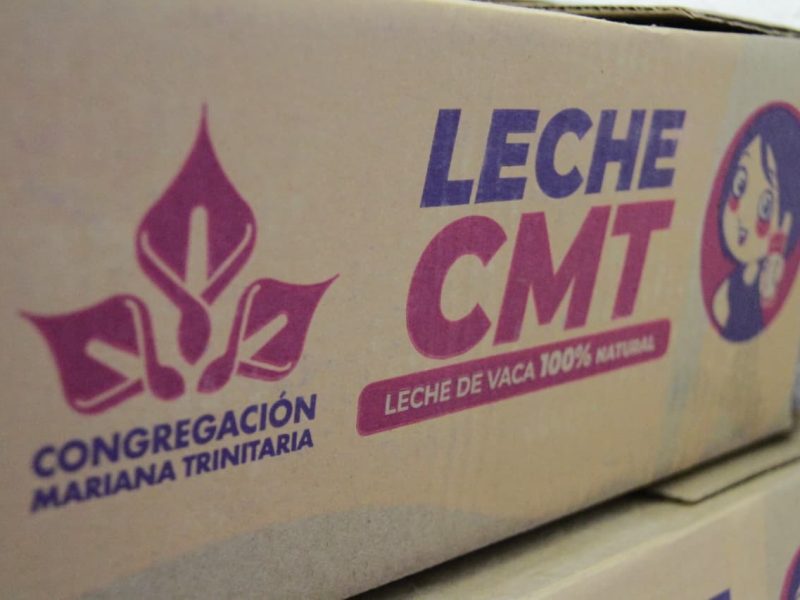 LECHE
CMT
LECHE DE VACA 100% NATURAL
CONGREGACIÓN
MARIANA TRINITARIA